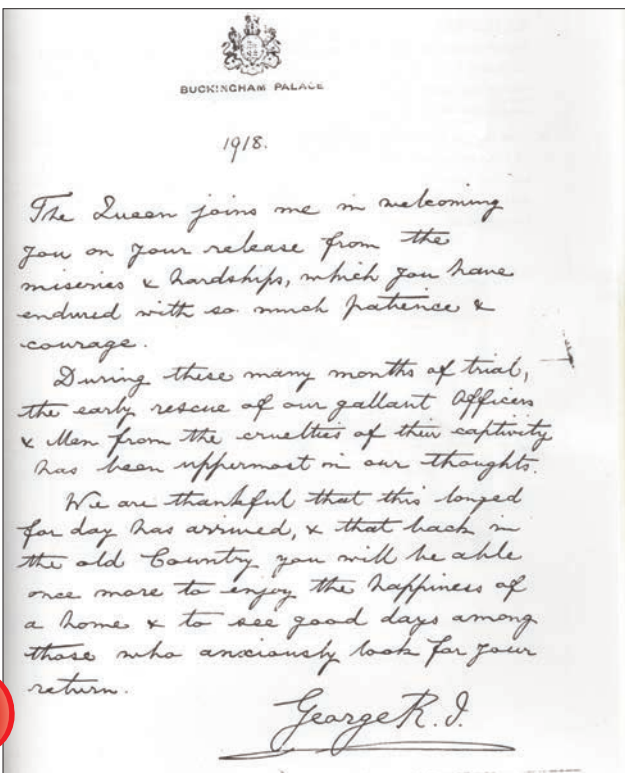 BUCKINGHAM PALACE
1918.
The Queen joins me in welcoming
you on your release from the
miseries & hardships, which you have
endured with so much patience &
courage.
During these many months of trial,
the early rescue of our gallant Officers
& Men from the cruelties of their captivity
has been uppermost in our thoughts.
We are thankful that this longed
for day has arrived, & that back in
the old Country you will be able
once more to enjoy the happiness of
a home & to see good days among
those who anxiously look for your
return.
George R.I.